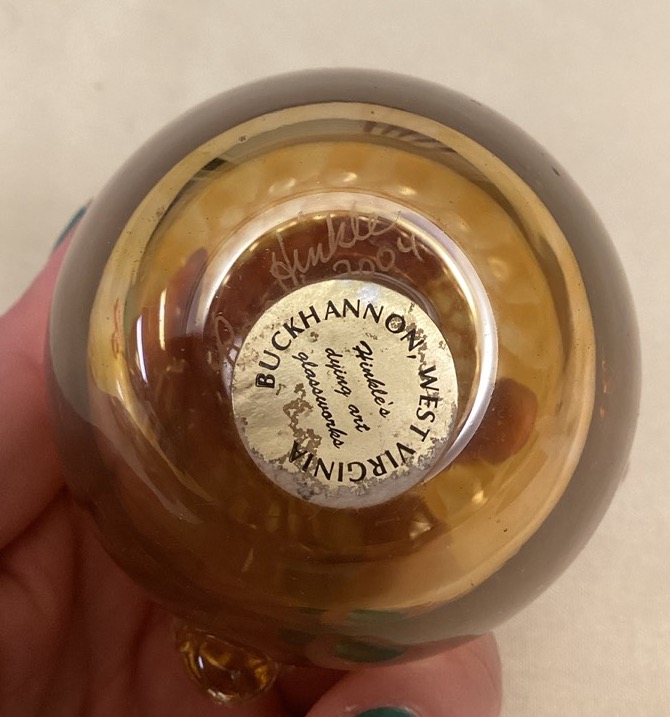 Hinkle
2004
BUCKHANNON, WEST VIRGINIA
Hinkle's
dying art
glassworks